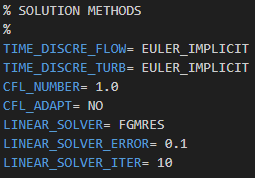 % SOLUTION METHODS
%
TIME_DISCRE_FLOW= EULER_IMPLICIT
TIME_DISCRE_TURB= EULER_IMPLICIT
CFL_NUMBER= 1.0
CFL_ADAPT= NO
LINEAR_SOLVER= FGMRES
LINEAR_SOLVER_ERROR= 0.1
LINEAR_SOLVER_ITER= 10